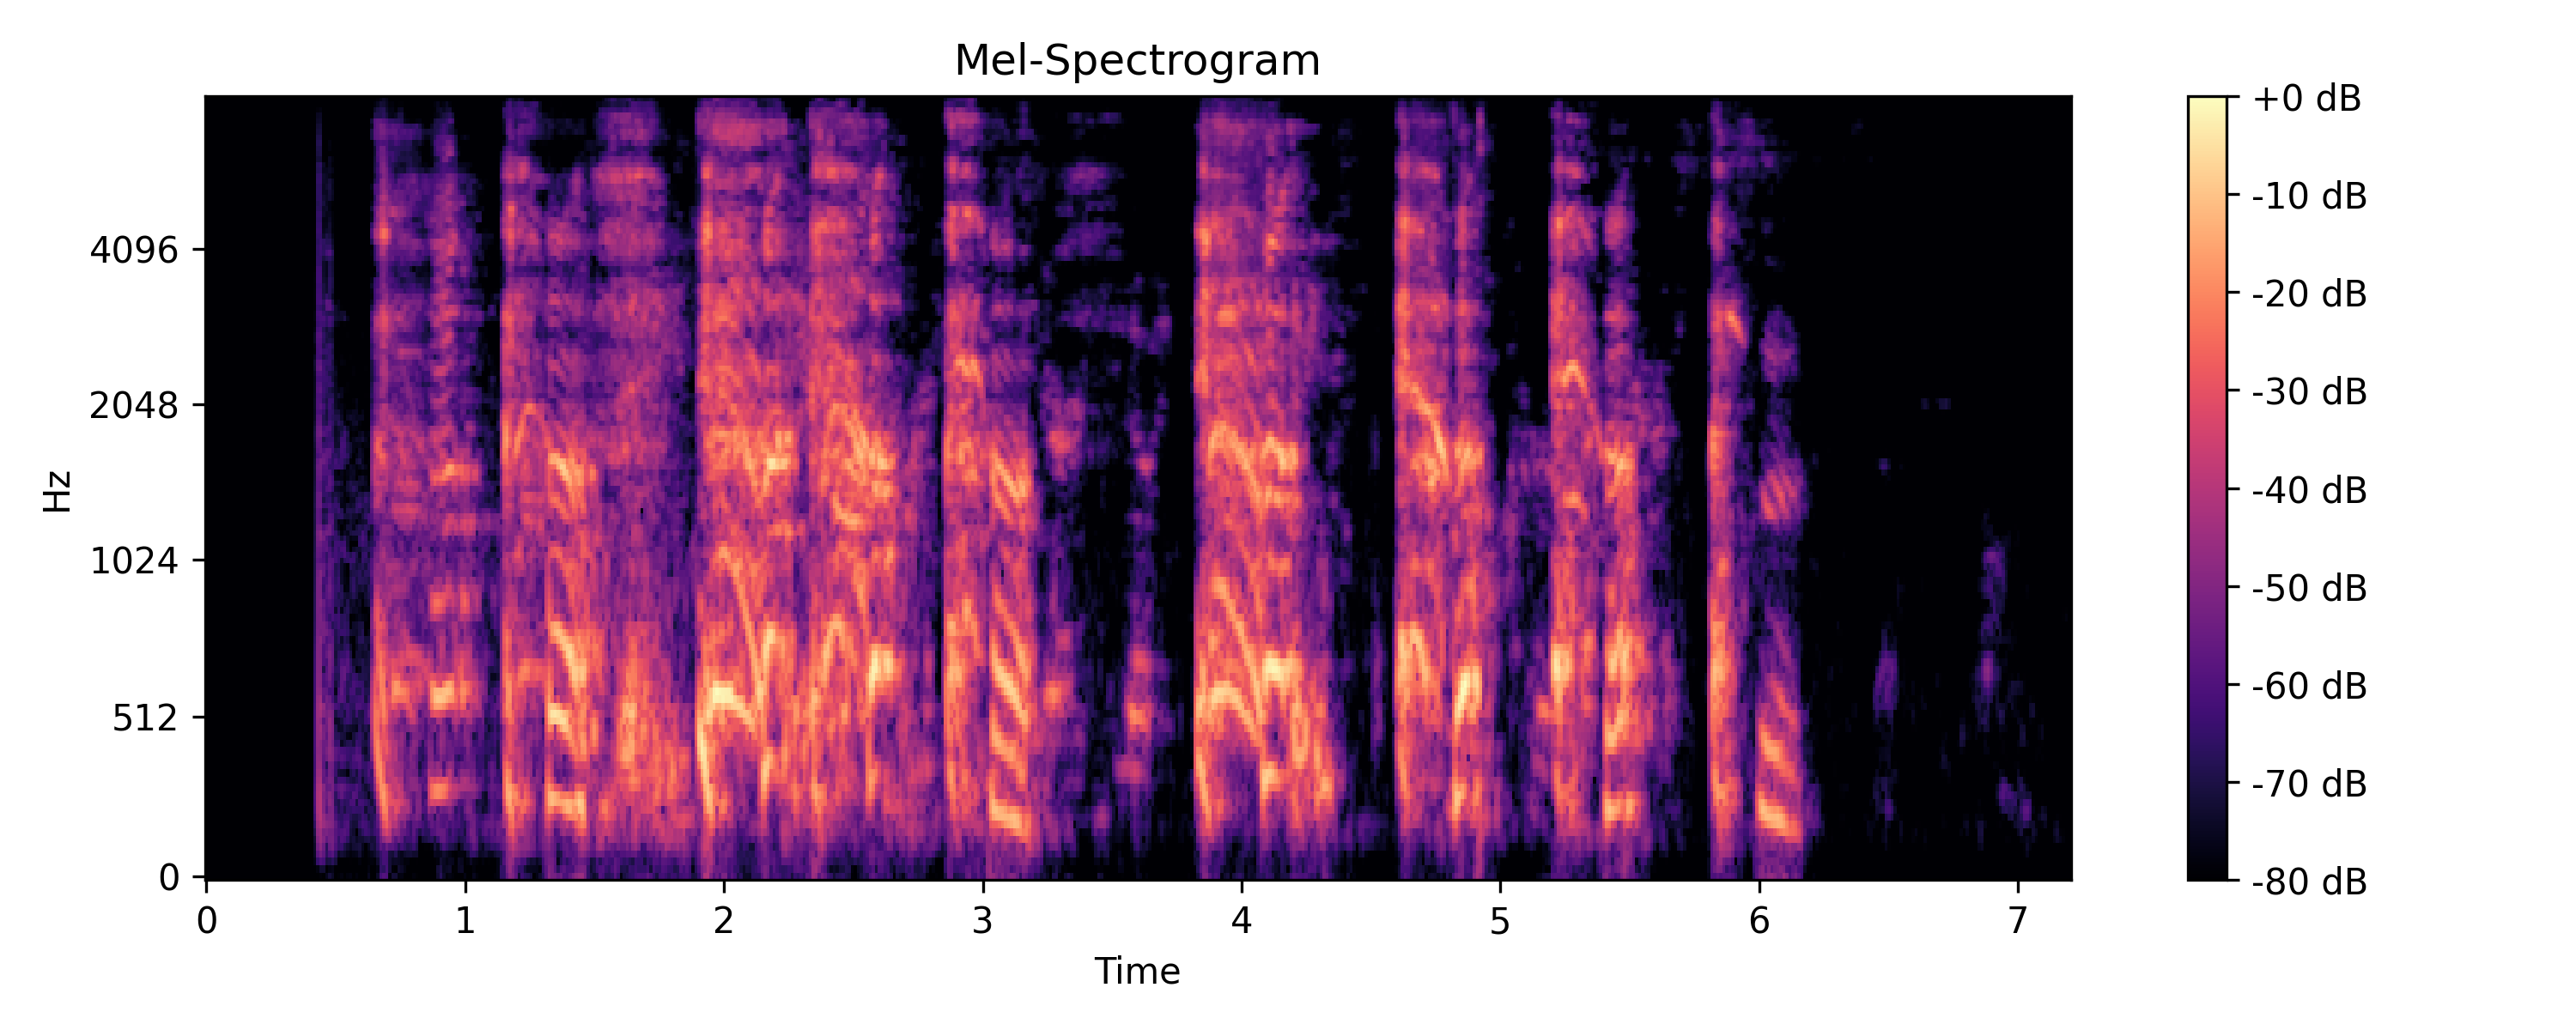 Mel-Spectrogram
+0 dB
-10 dB
-20 dB
-30 dB
-40 dB
-50 dB
-60 dB
-70 dB
-80 dB
4096
2048
1024
512
0
Hz
0 1 2 3 4 5 6 7
Time